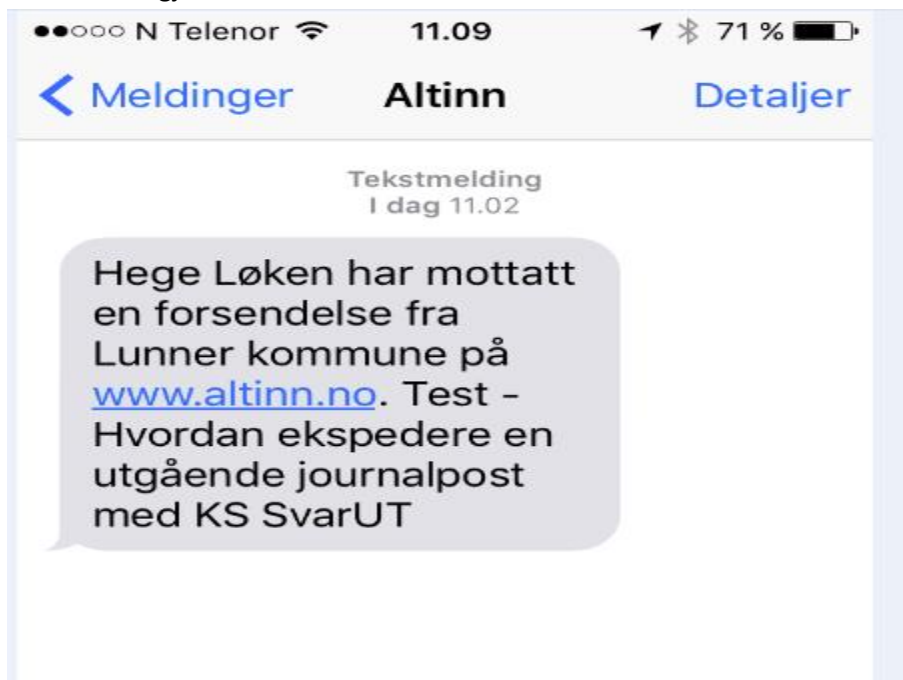 N Telenor 11.09 71 %
Meldinger Altinn Detaljer
Tekstmelding
I dag 11.02
Hege Løken har mottatt
en forsendelse fra
Lunner kommune på
www.altinn.no. Test -
Hvordan ekspedere en
utgående journalpost
med KS SvarUT